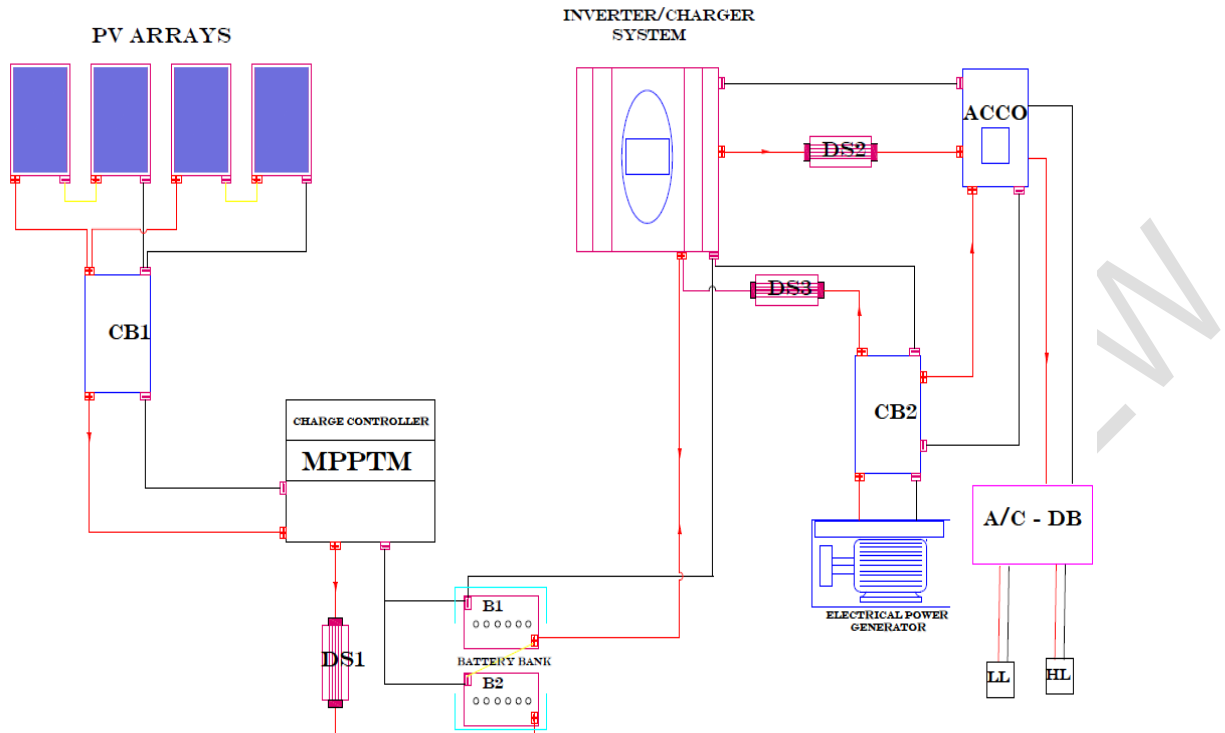 INVERTER/CHARGER
SYSTEM
PV ARRAYS
ACCO
DS2
DS3
CB1
CB2
CHARGE CONTROLLER
MPPTM
A/C - DB
B1
ELECTRICAL POWER
GENERATOR
DS1
BATTERY BANK
B2
LL
HL